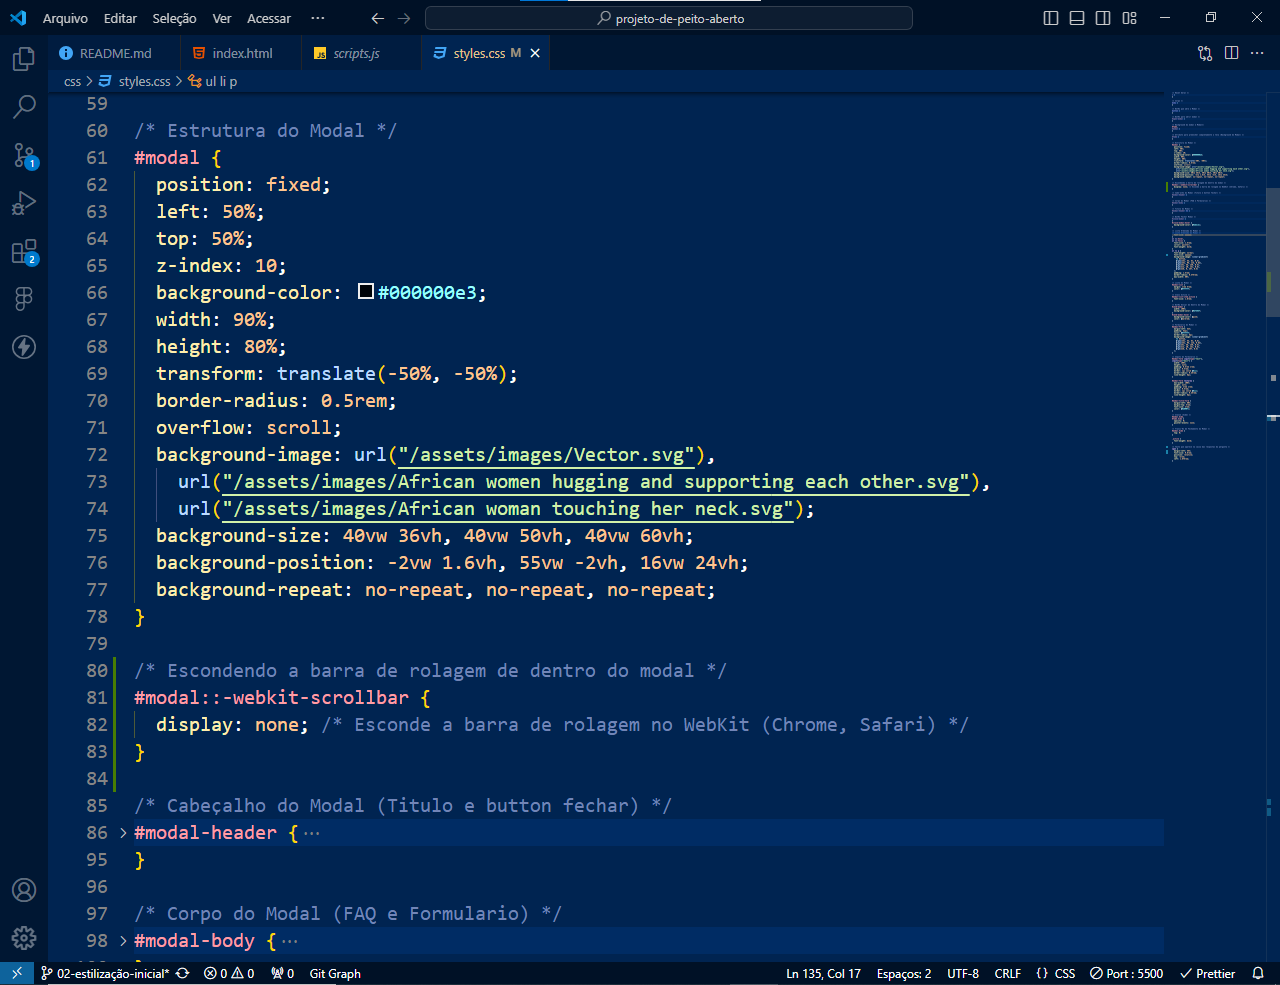 Arquivo Editar Seleção Ver Acessar ··· projeto-de-peito-aberto
README.md index.html scripts.js styles.css M
css > styles.css > ul li p
59
60 /* Estrutura do Modal */
61 #modal {
62 position: fixed;
63 left: 50%;
64 top: 50%;
65 z-index: 10;
66 background-color: #000000e3;
67 width: 90%;
68 height: 80%;
69 transform: translate(-50%, -50%);
70 border-radius: 0.5rem;
71 overflow: scroll;
72 background-image: url("/assets/images/Vector.svg"),
73 url("/assets/images/African women hugging and supporting each other.svg"),
74 url("/assets/images/African woman touching her neck.svg");
75 background-size: 40vw 36vh, 40vw 50vh, 40vw 60vh;
76 background-position: -2vw 1.6vh, 55vw -2vh, 16vw 24vh;
77 background-repeat: no-repeat, no-repeat, no-repeat;
78 }
79
80 /* Escondendo a barra de rolagem de dentro do modal */
81 #modal::-webkit-scrollbar {
82 display: none; /* Esconde a barra de rolagem no WebKit (Chrome, Safari) */
83 }
84
85 /* Cabeçalho do Modal (Titulo e button fechar) */
86 #modal-header { ···
95 }
96
97 /* Corpo do Modal (FAQ e Formulario) */
98 #modal-body { ···
1
2
02-estilização-inicial* 0 0 0 Git Graph Ln 135, Col 17 Espaços: 2 UTF-8 CRLF {} CSS Port : 5500 Prettier